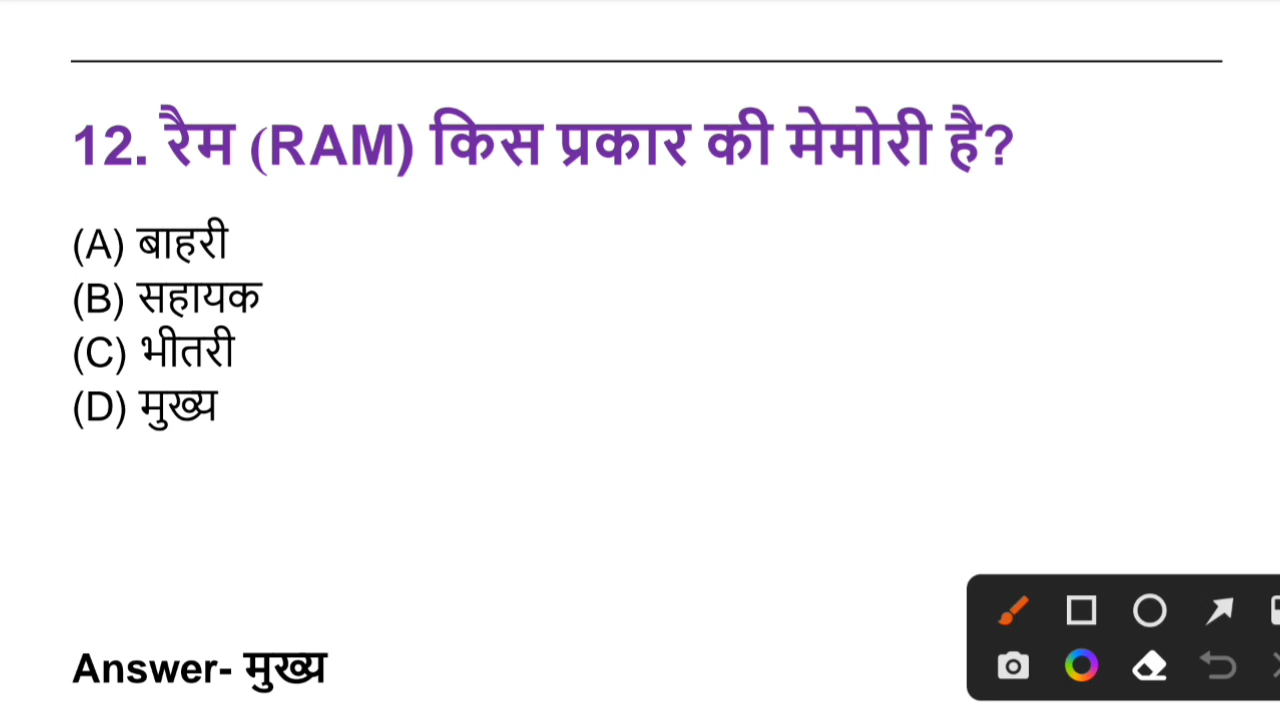 12. रैम (RAM) किस प्रकार की मेमोरी है?
(A) बाहरी
(B) सहायक
(C) भीतरी
(D) मुख्य
Answer- मुख्य